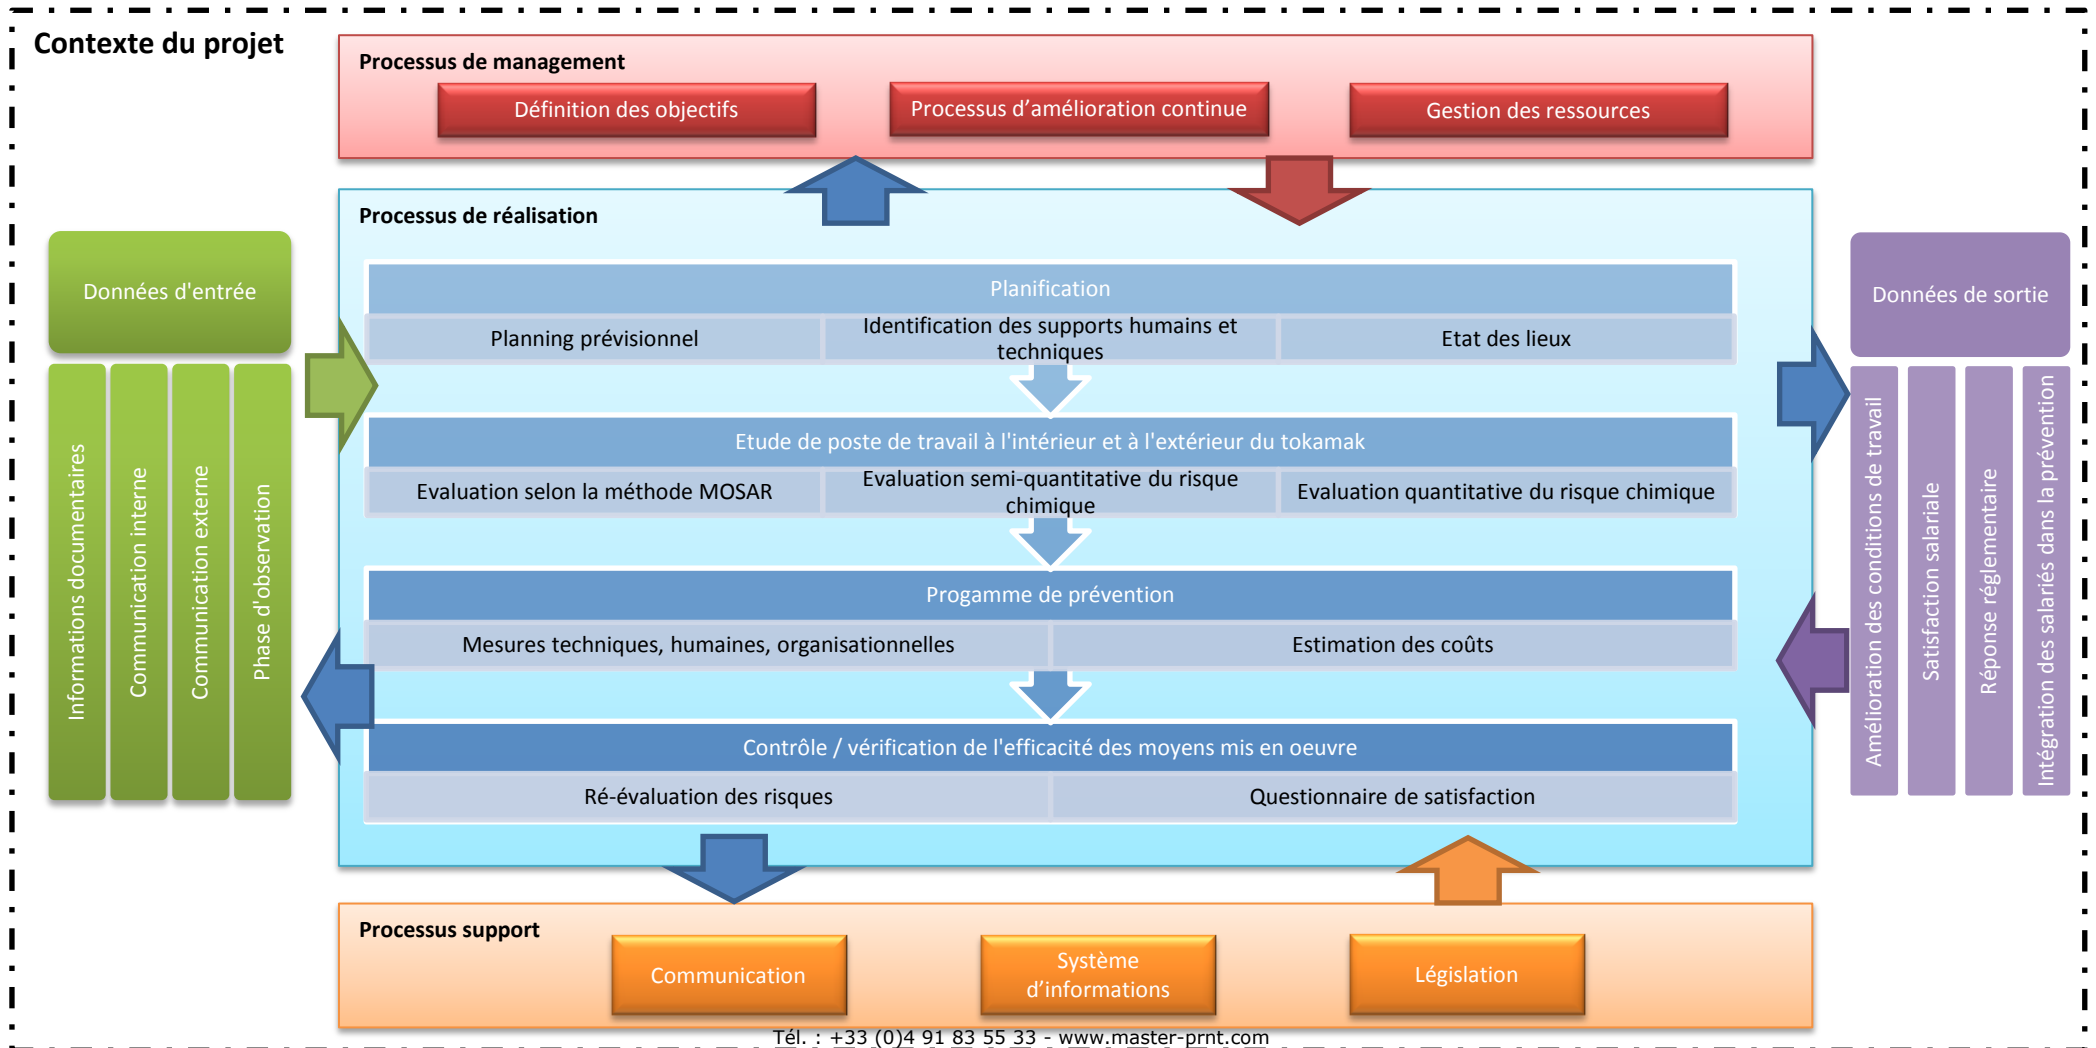 Contexte du projet
Processus de management
Définition des objectifs
Processus d'amélioration continue
Gestion des ressources
Processus de réalisation
Données d'entrée
Informations documentaires
Communication interne
Communication externe
Phase d'observation
Planification
Planning prévisionnel
Identification des supports humains et
techniques
Etat des lieux
Etude de poste de travail à l'intérieur et à l'extérieur du tokamak
Evaluation selon la méthode MOSAR
Evaluation semi-quantitative du risque
chimique
Evaluation quantitative du risque chimique
Progamme de prévention
Mesures techniques, humaines, organisationnelles
Estimation des coûts
Contrôle / vérification de l'efficacité des moyens mis en oeuvre
Ré-évaluation des risques
Questionnaire de satisfaction
Données de sortie
Amélioration des conditions de travail
Satisfaction salariale
Réponse réglementaire
Intégration des salariés dans la prévention
Processus support
Communication
Système
d'informations
Législation
Tél. : +33 (0)4 91 83 55 33 - www.master-prnt.com